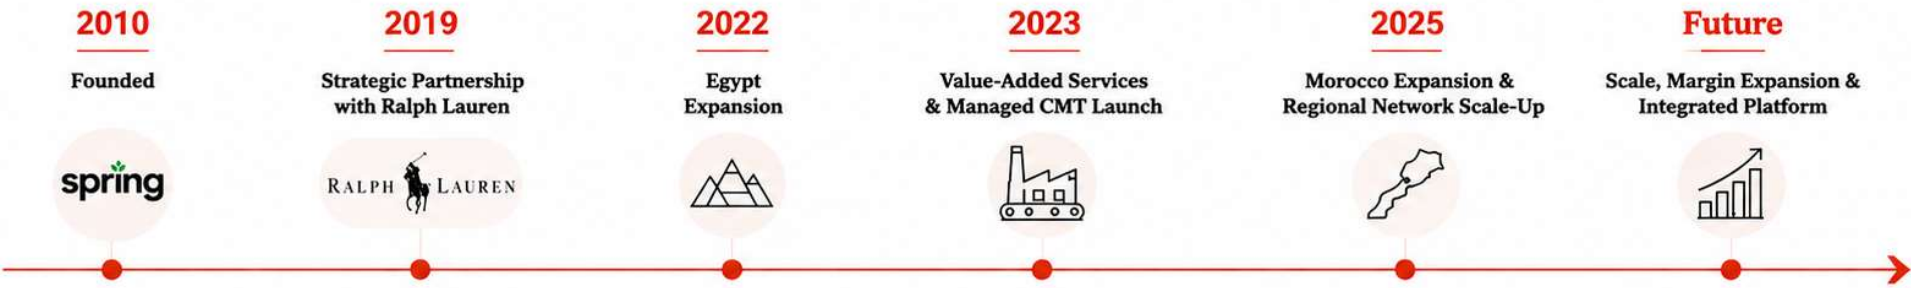 2010
Founded
spring
2019
Strategic Partnership
with Ralph Lauren
RALPH LAUREN
2022
Egypt
Expansion
2023
Value-Added Services
& Managed CMT Launch
2025
Morocco Expansion &
Regional Network Scale-Up
Future
Scale, Margin Expansion &
Integrated Platform